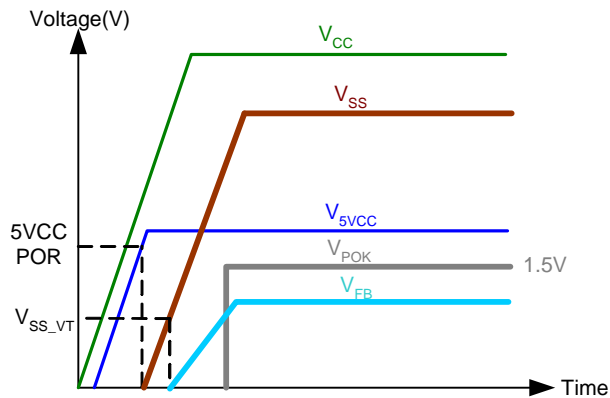 Voltage(V)
V_CC
V_SS
V_5VCC
5VCC
POR
V_POK
1.5V
V_FB
V_SS_VT
Time